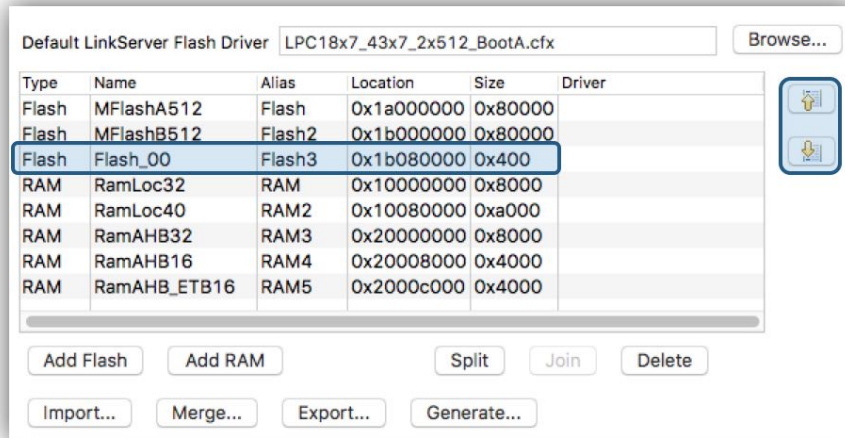 Default LinkServer Flash Driver LPC18x7_43x7_2x512_BootA.cfx Browse...
Type Name Alias Location Size Driver
Flash MFlashA512 Flash 0x1a000000 0x80000
Flash MFlashB512 Flash2 0x1b000000 0x80000
Flash Flash_00 Flash3 0x1b080000 0x400
RAM RamLoc32 RAM 0x10000000 0x8000
RAM RamLoc40 RAM2 0x10080000 0xa000
RAM RamAHB32 RAM3 0x20000000 0x8000
RAM RamAHB16 RAM4 0x20008000 0x4000
RAM RamAHB_ETB16 RAM5 0x2000c000 0x4000
Add Flash Add RAM Split Join Delete
Import... Merge... Export... Generate...